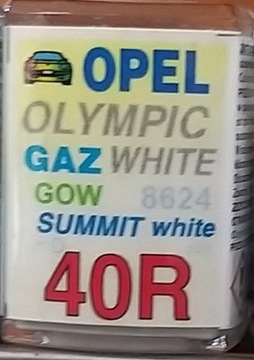 OPEL
OLYMPIC
GAZ WHITE
GOW 8624
SUMMIT white
40R